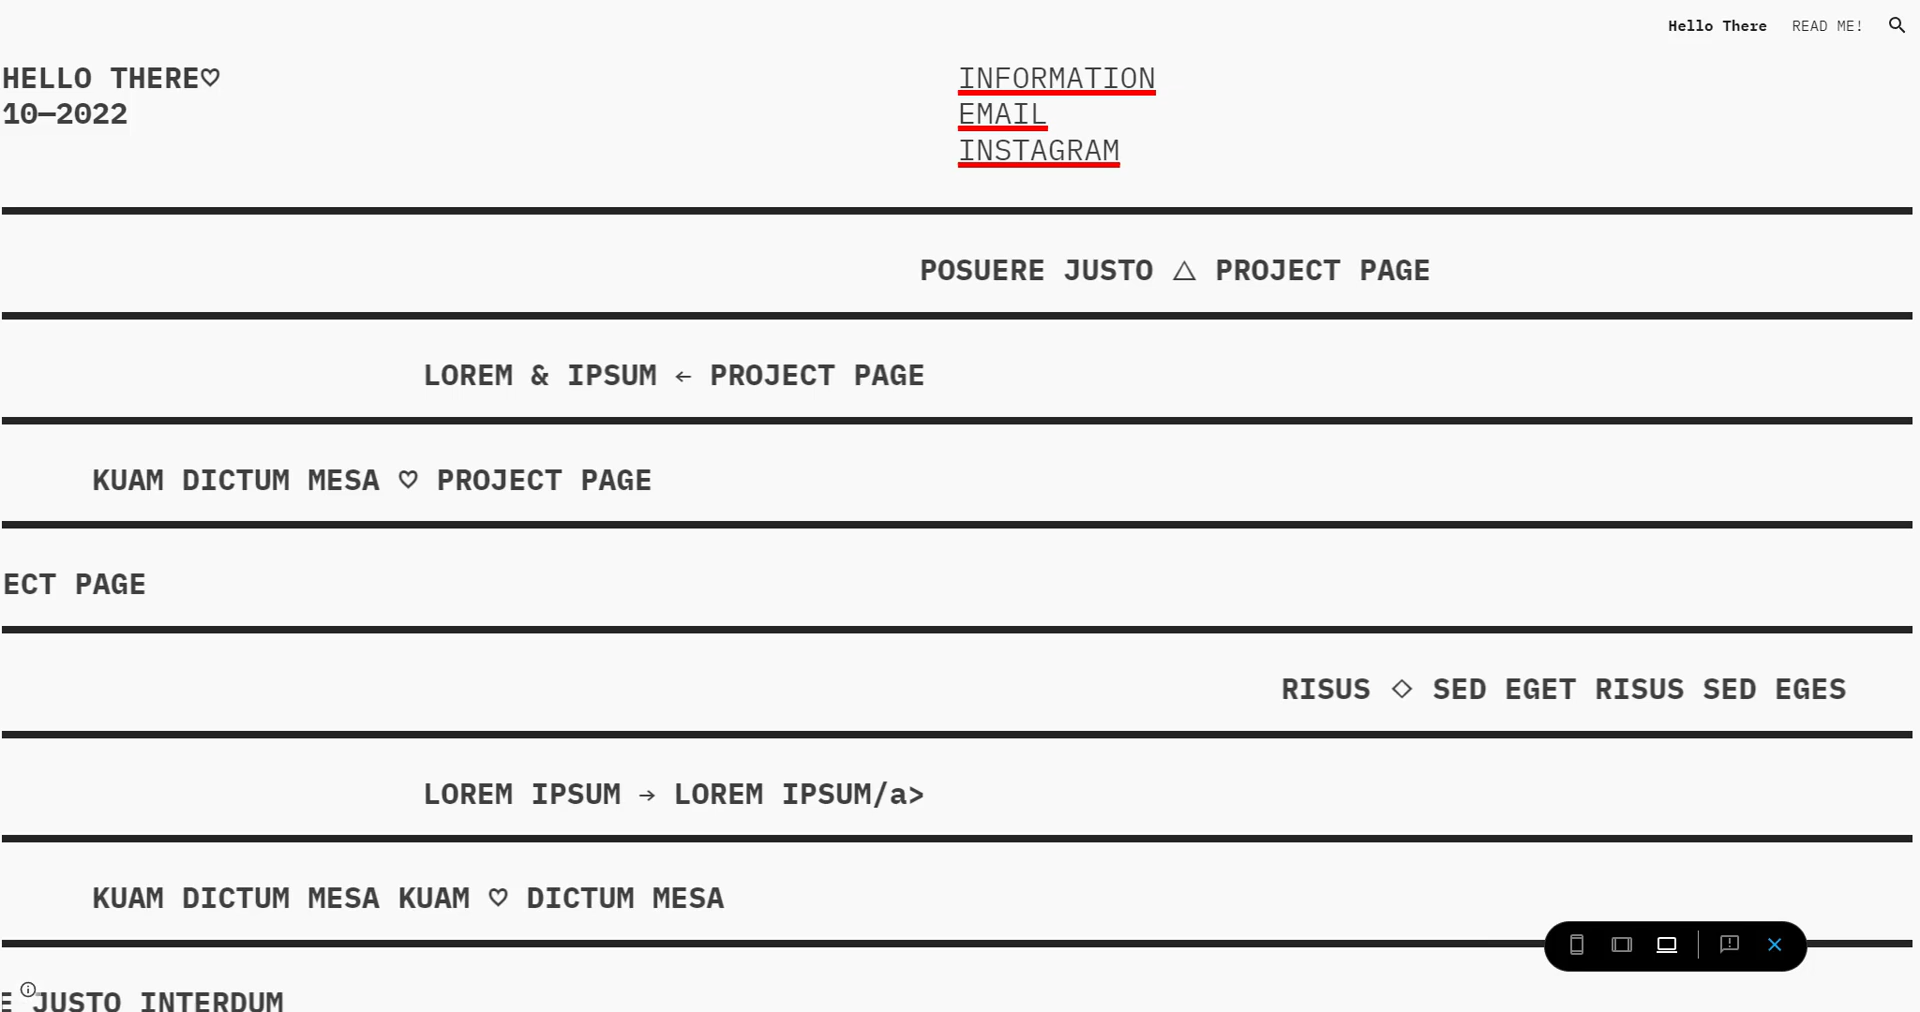 Hello There READ ME!
HELLO THERE♡
10—2022
INFORMATION
EMAIL
INSTAGRAM
POSUERE JUSTO △ PROJECT PAGE
LOREM & IPSUM ← PROJECT PAGE
KUAM DICTUM MESA ♡ PROJECT PAGE
ECT PAGE
RISUS ◇ SED EGET RISUS SED EGES
LOREM IPSUM → LOREM IPSUM/a>
KUAM DICTUM MESA KUAM ♡ DICTUM MESA
E JUSTO INTERDUM